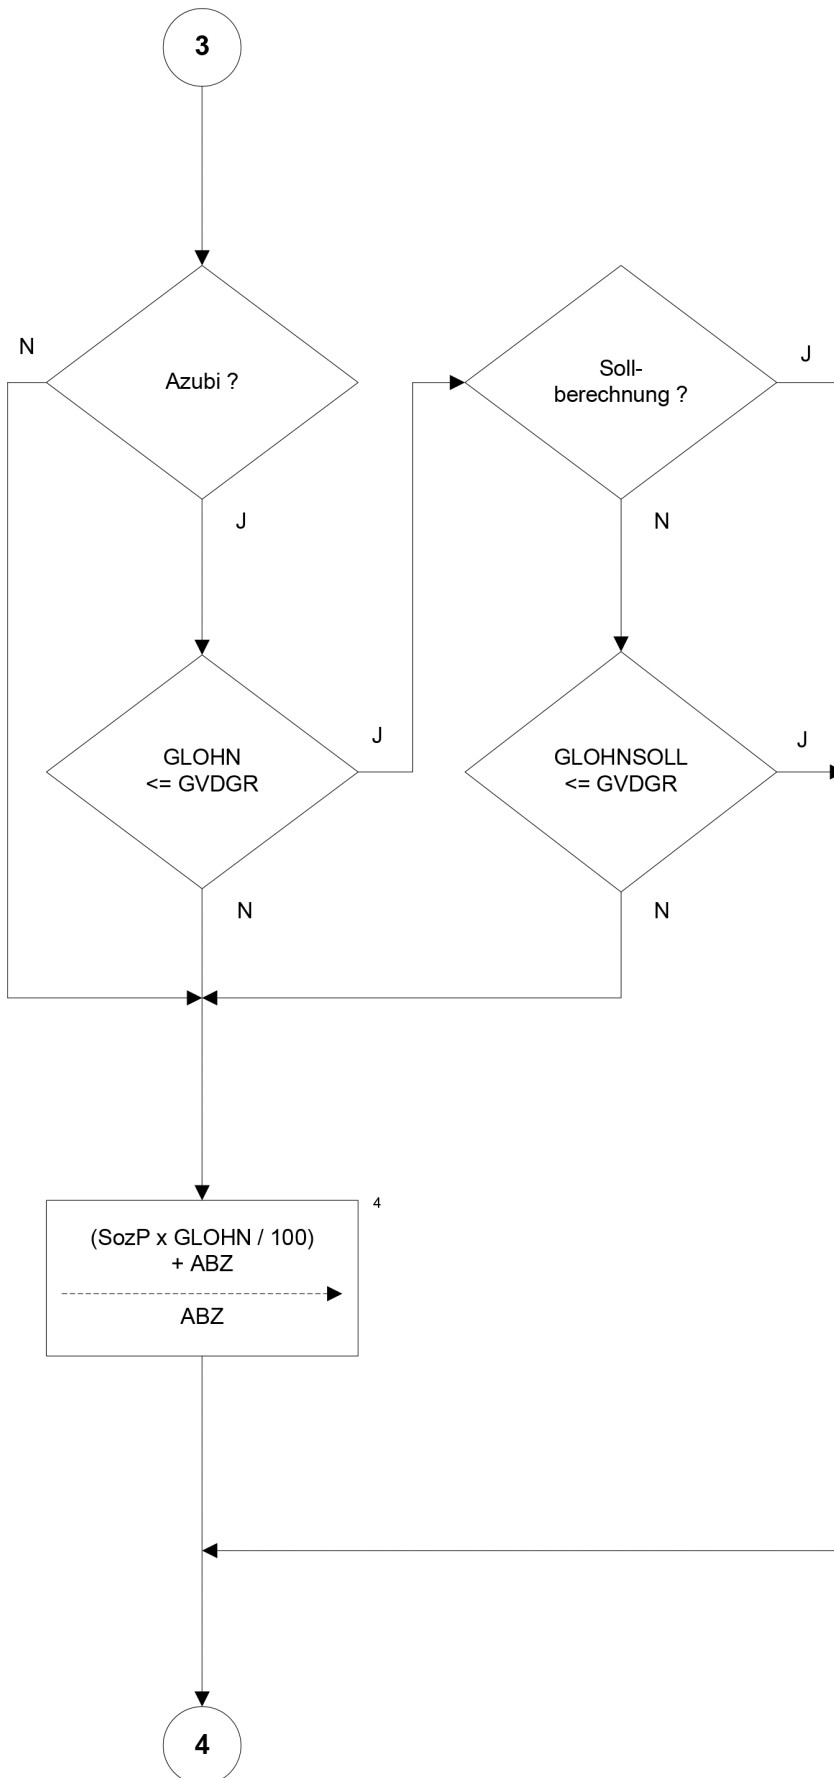 3
N
Azubi ?
J
Soll-
berechnung ?
J
N
GLOHN
<= GVDGR
J
N
GLOHNSOLL
<= GVDGR
J
N
4
(SozP x GLOHN / 100)
+ ABZ
ABZ
4